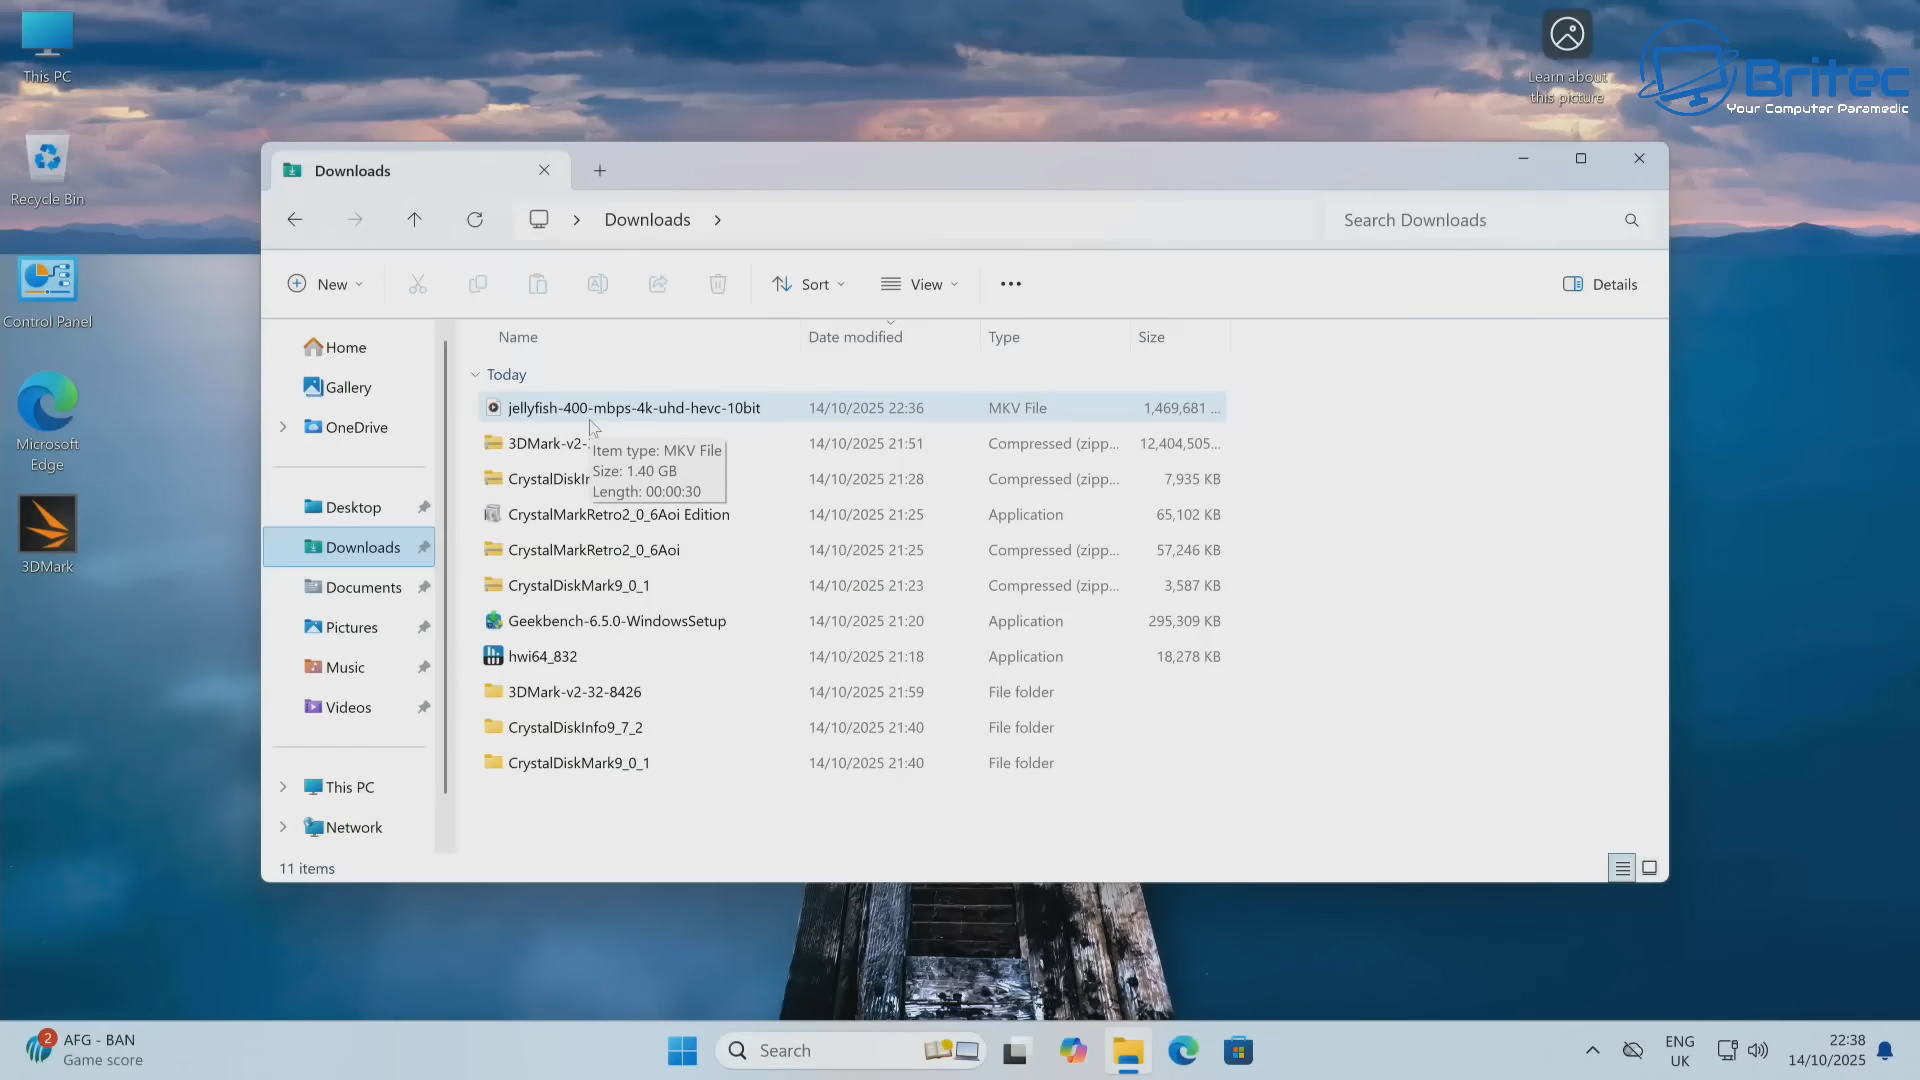 This PC
Recycle Bin
Control Panel
Microsoft
Edge
3DMark
Learn about
this picture
Britec
Your Computer Paramedic
Downloads
Downloads
Search Downloads
New
Sort
View
Details
Home
Gallery
OneDrive
Desktop
Downloads
Documents
Pictures
Music
Videos
This PC
Network
Name Date modified Type Size
Today
jellyfish-400-mbps-4k-uhd-hevc-10bit 14/10/2025 22:36 MKV File 1,469,681 ...
3DMark-v2- 14/10/2025 21:51 Compressed (zipp... 12,404,505...
CrystalDiskIn 14/10/2025 21:28 Compressed (zipp... 7,935 KB
Item type: MKV File
Size: 1.40 GB
Length: 00:00:30
CrystalMarkRetro2_0_6Aoi Edition 14/10/2025 21:25 Application 65,102 KB
CrystalMarkRetro2_0_6Aoi 14/10/2025 21:25 Compressed (zipp... 57,246 KB
CrystalDiskMark9_0_1 14/10/2025 21:23 Compressed (zipp... 3,587 KB
Geekbench-6.5.0-WindowsSetup 14/10/2025 21:20 Application 295,309 KB
hwi64_832 14/10/2025 21:18 Application 18,278 KB
3DMark-v2-32-8426 14/10/2025 21:59 File folder
CrystalDiskInfo9_7_2 14/10/2025 21:40 File folder
CrystalDiskMark9_0_1 14/10/2025 21:40 File folder
11 items
2
AFG - BAN
Game score
Search
ENG
UK
22:38
14/10/2025